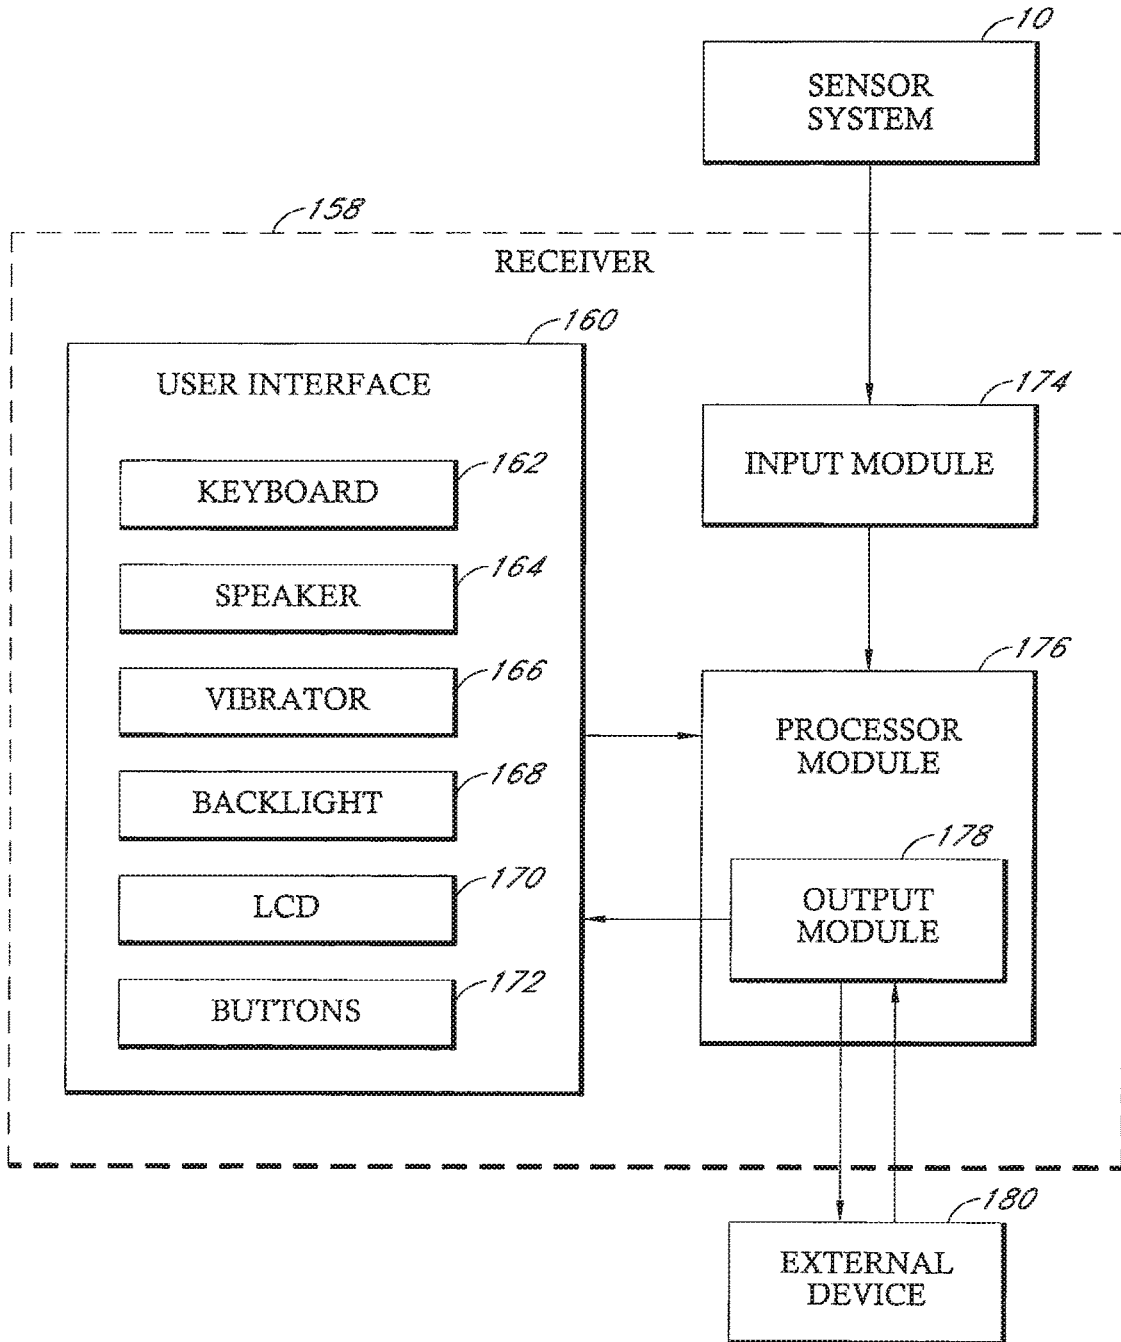 10
SENSOR
SYSTEM
158
RECEIVER
160
USER INTERFACE
174
INPUT MODULE
162
KEYBOARD
164
SPEAKER
166
VIBRATOR
176
PROCESSOR
MODULE
168
BACKLIGHT
178
OUTPUT
MODULE
170
LCD
172
BUTTONS
180
EXTERNAL
DEVICE